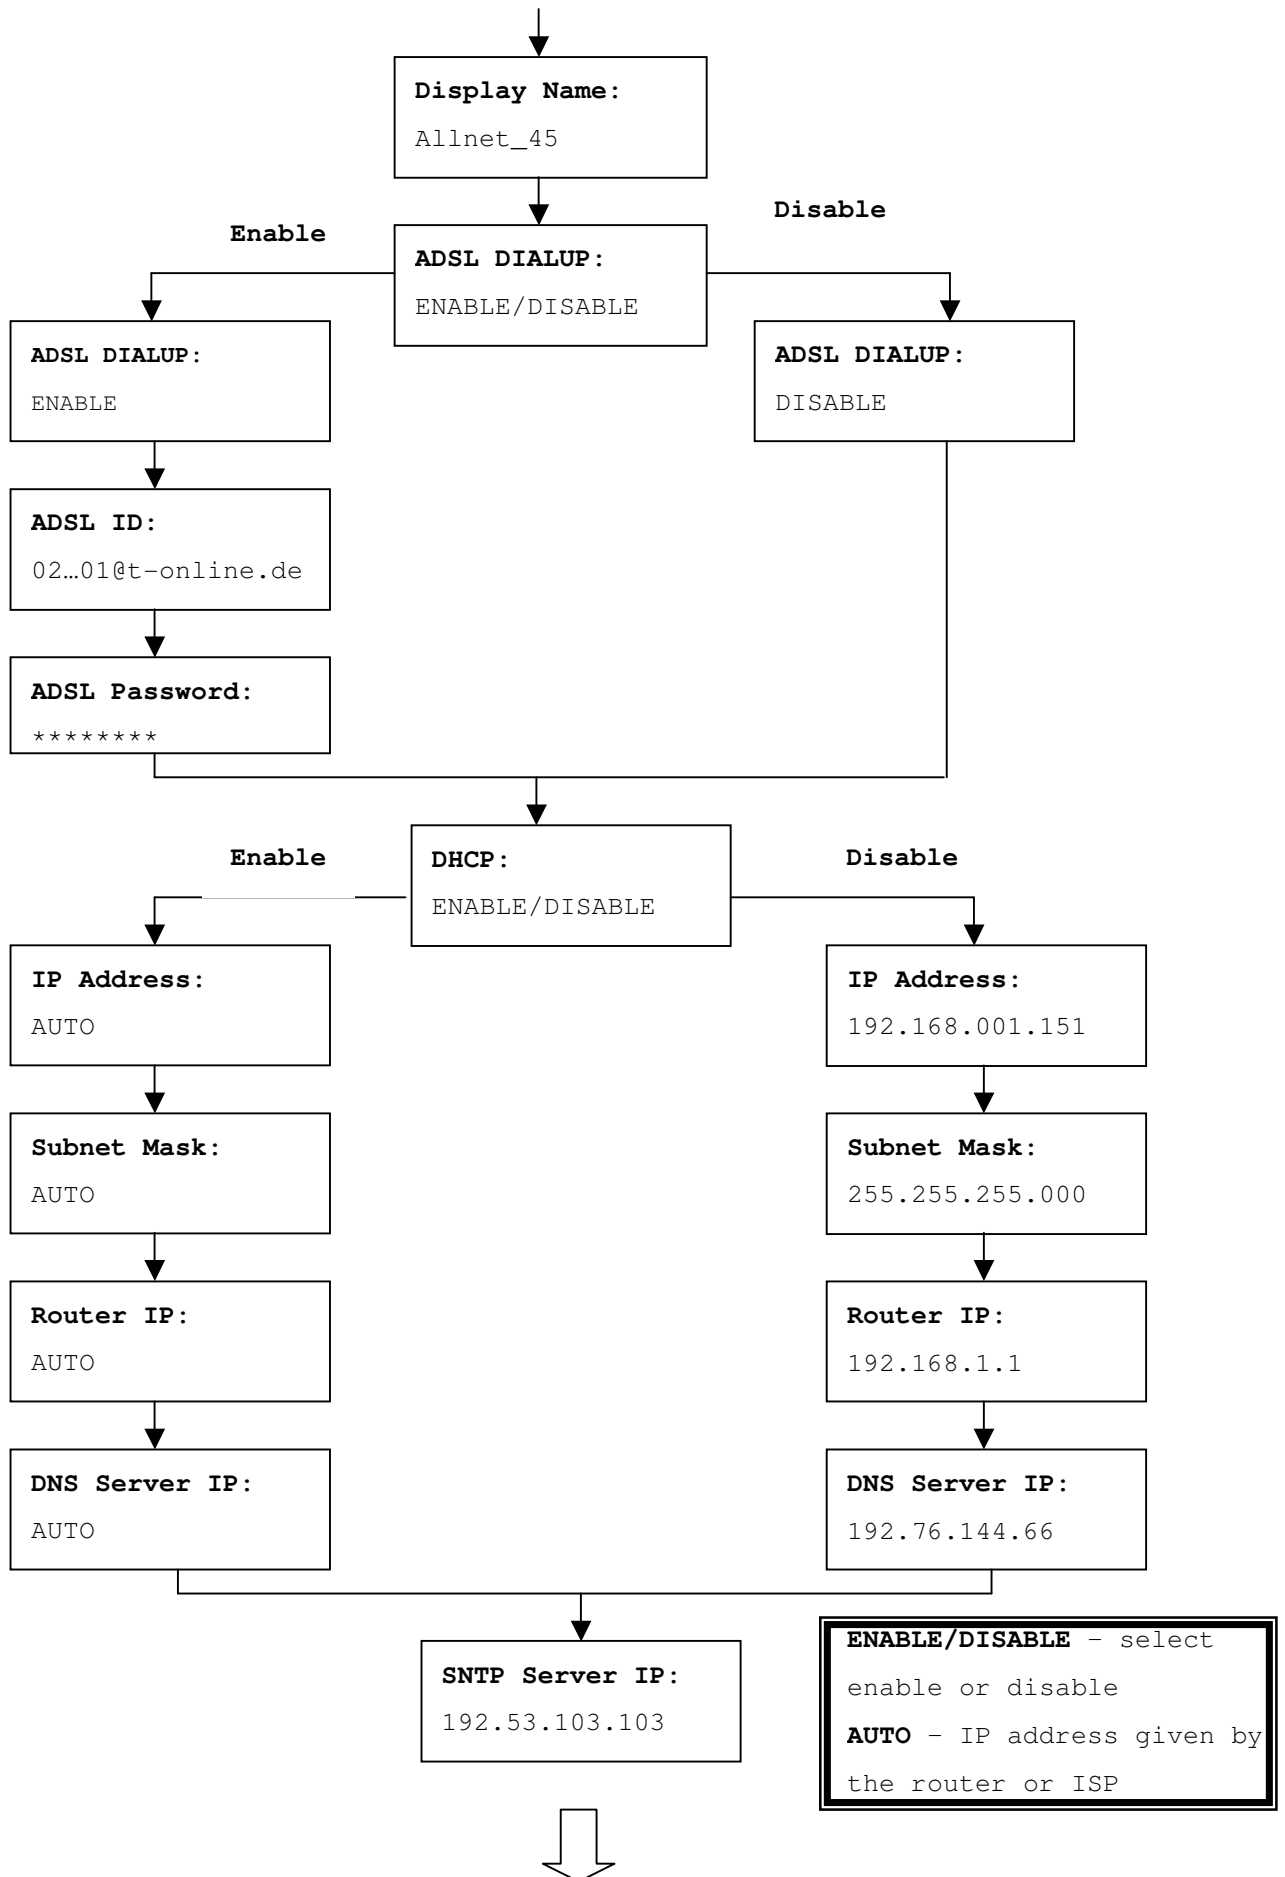 Display Name:
Allnet_45
Enable
Disable
ADSL DIALUP:
ENABLE/DISABLE
ADSL DIALUP:
ENABLE
ADSL DIALUP:
DISABLE
ADSL ID:
02…01@t-online.de
ADSL Password:
********
Enable
DHCP:
ENABLE/DISABLE
Disable
IP Address:
AUTO
IP Address:
192.168.001.151
Subnet Mask:
AUTO
Subnet Mask:
255.255.255.000
Router IP:
AUTO
Router IP:
192.168.1.1
DNS Server IP:
AUTO
DNS Server IP:
192.76.144.66
SNTP Server IP:
192.53.103.103
ENABLE/DISABLE – select
enable or disable
AUTO – IP address given by
the router or ISP